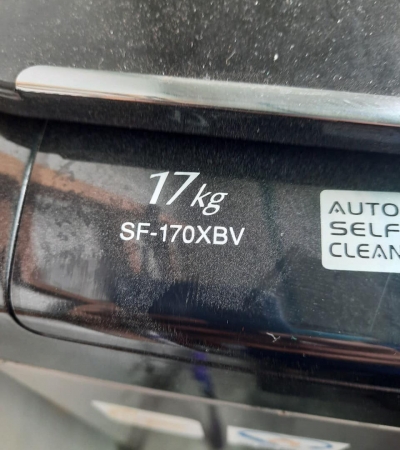 17kg
SF-170XBV
AUTO
SELF
CLEAN